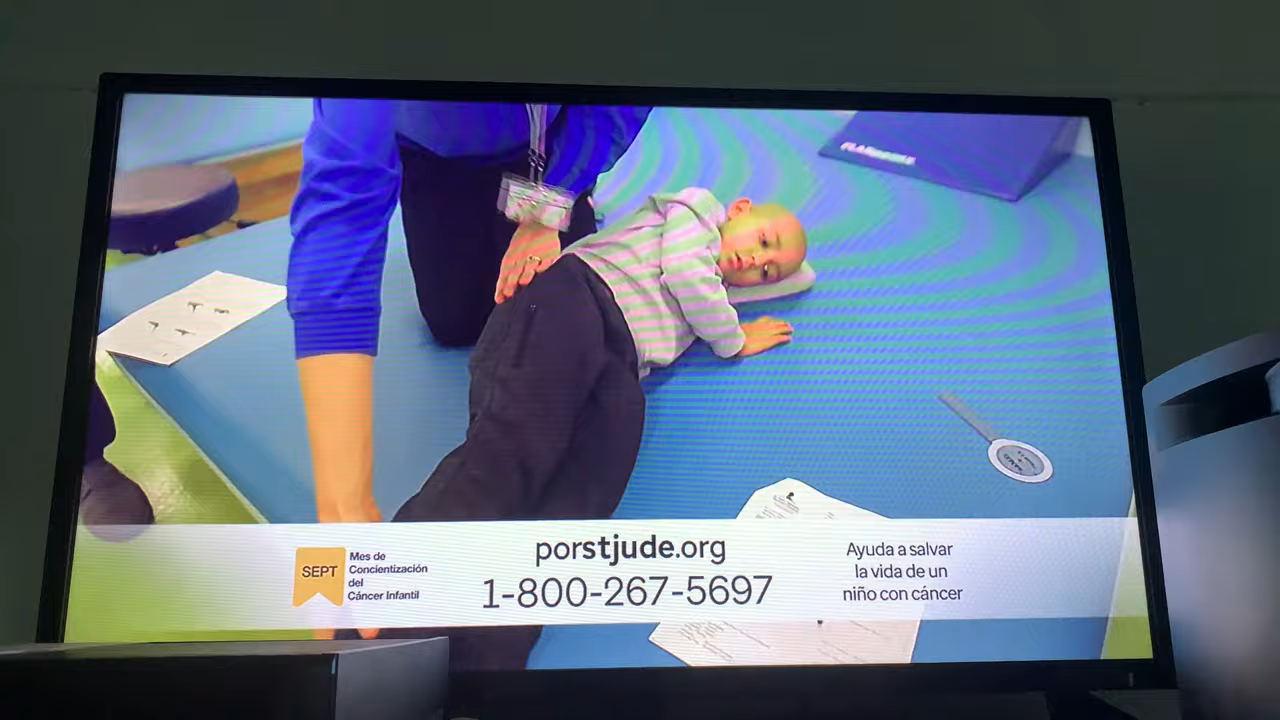 SEPT
Mes de
Concientización
del
Cáncer Infantil
porstjude.org
1-800-267-5697
Ayuda a salvar
la vida de un
niño con cáncer